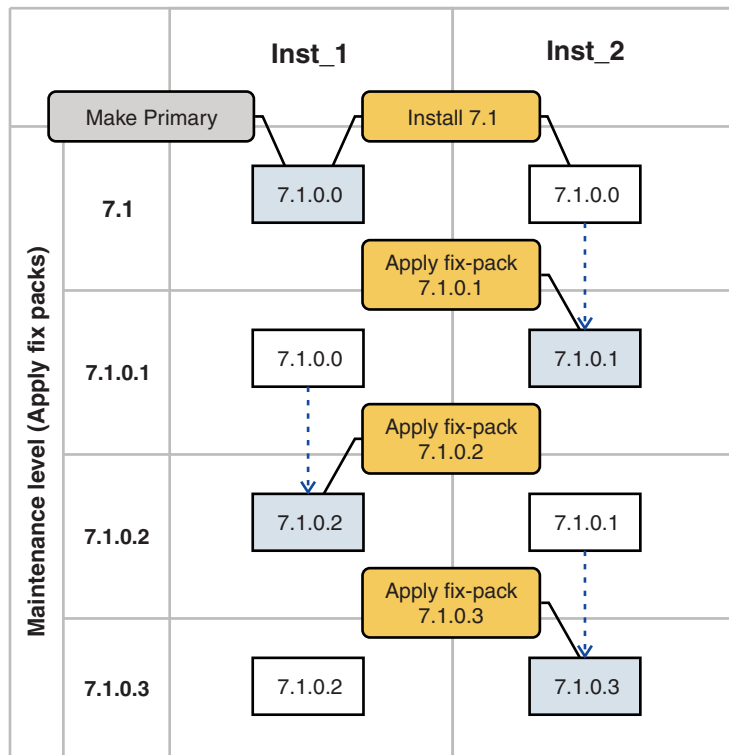 Inst_1
Inst_2
Make Primary
Install 7.1
Maintenance level (Apply fix packs)
7.1
7.1.0.0
7.1.0.0
Apply fix-pack
7.1.0.1
7.1.0.1
7.1.0.0
7.1.0.1
Apply fix-pack
7.1.0.2
7.1.0.2
7.1.0.2
7.1.0.1
Apply fix-pack
7.1.0.3
7.1.0.3
7.1.0.2
7.1.0.3